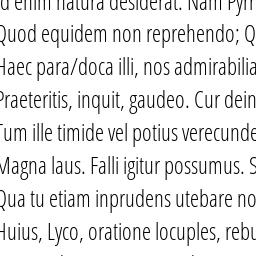 d enim natura desiderat. Nam Pyrr
Quod equidem non reprehendo; Q
Haec para/doca illi, nos admirabilia
Praeteritis, inquit, gaudeo. Cur dein
Tum ille timide vel potius verecunde
Magna laus. Falli igitur possumus. S
Qua tu etiam inprudens utebare no
Huius, Lyco, oratione locuples, rebu